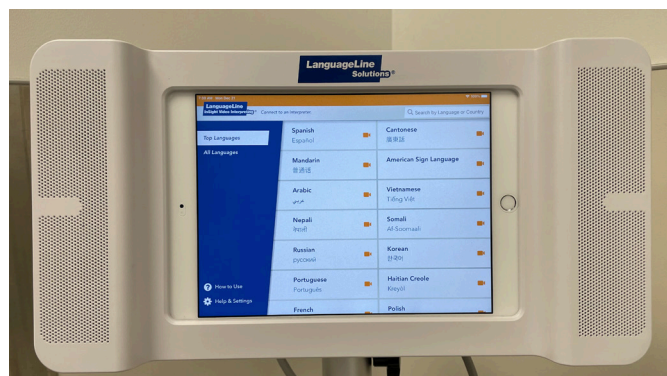 LanguageLine
Solutions®
LanguageLine
InSight Video Interpreting®
Connect to an interpreter
Search by Language or Country
Top Languages
All Languages
Spanish
Español
Cantonese
廣東話
Mandarin
普通话
American Sign Language
Arabic
عربي
Vietnamese
Tiếng Việt
Nepali
नेपाली
Somali
Af-Soomaali
Russian
русский
Korean
한국어
Portuguese
Português
Haitian Creole
Kreyòl
French
Polish
How to Use
Help & Settings